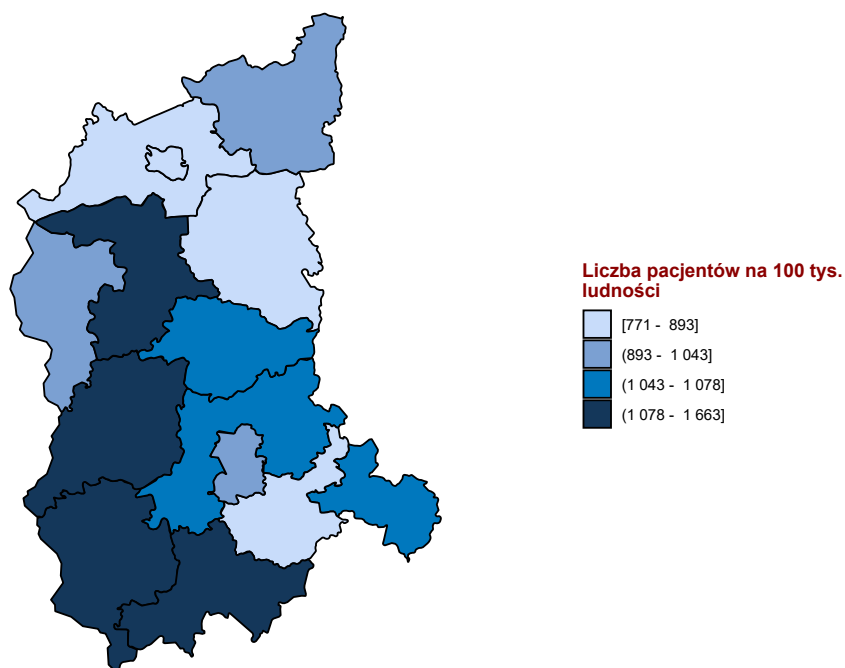 Liczba pacjentów na 100 tys.
ludności
[771 - 893]
(893 - 1 043]
(1 043 - 1 078]
(1 078 - 1 663]